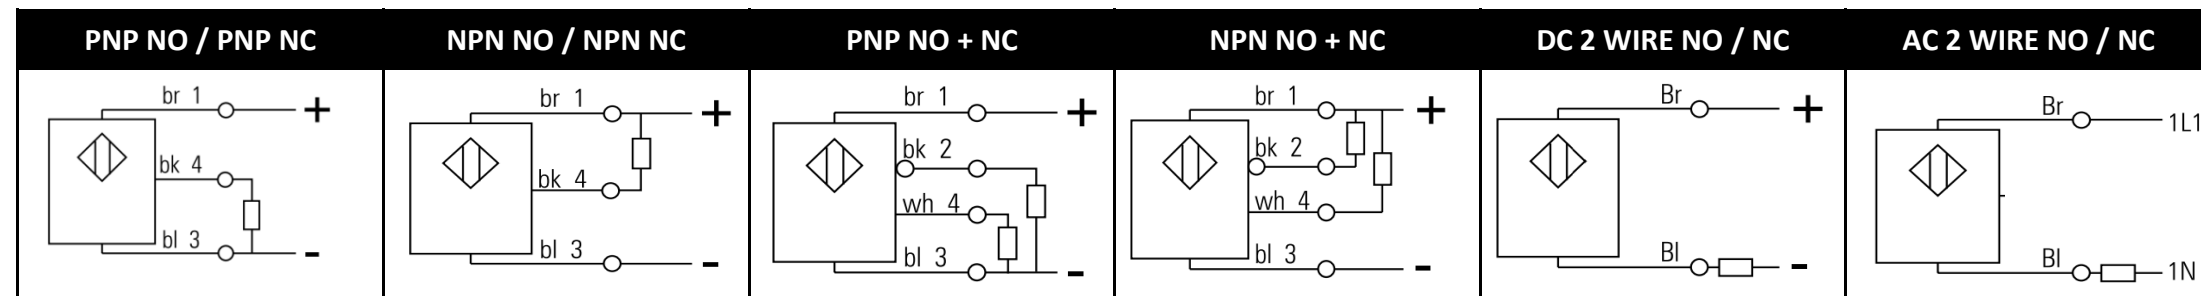 PNP NO / PNP NC
NPN NO / NPN NC
PNP NO + NC
NPN NO + NC
DC 2 WIRE NO / NC
AC 2 WIRE NO / NC
br 1
+
bk 4
bl 3
-
br 1
+
bk 4
bl 3
-
br 1
+
bk 2
wh 4
bl 3
-
br 1
+
bk 2
wh 4
bl 3
-
Br
+
Bl
-
Br
1L1
Bl
1N